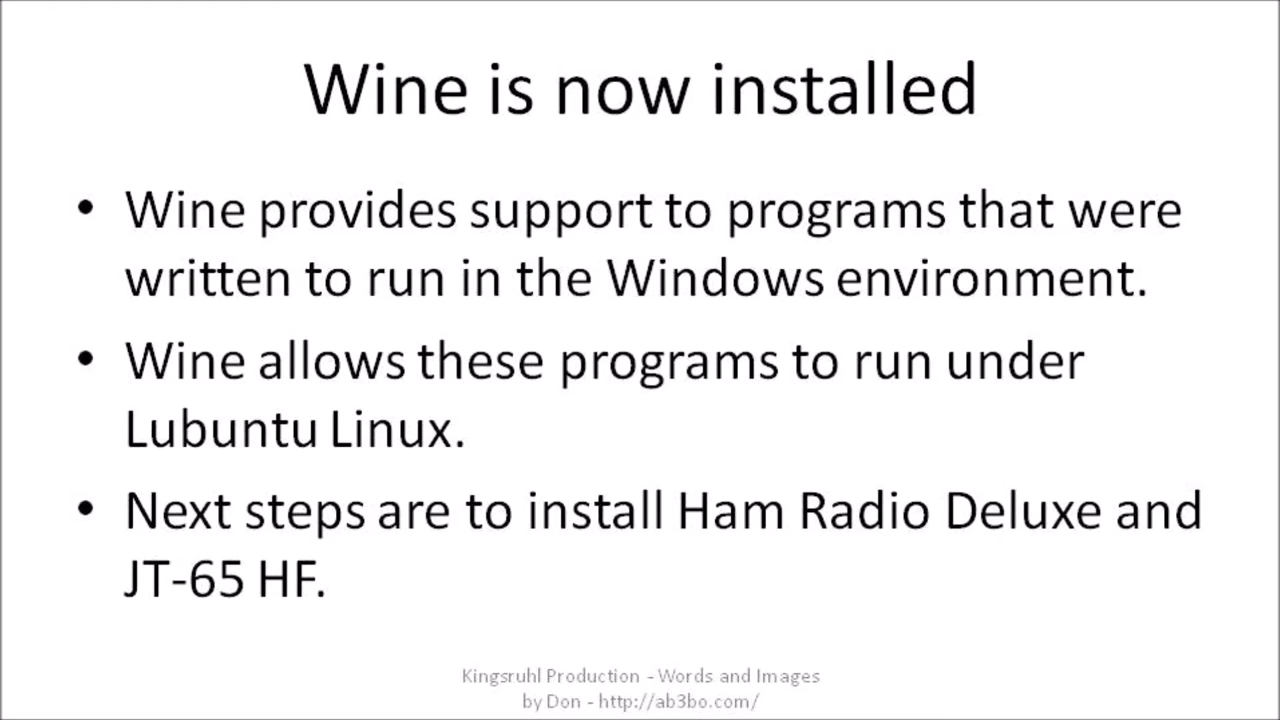 Wine is now installed
• Wine provides support to programs that were
written to run in the Windows environment.
• Wine allows these programs to run under
Lubuntu Linux.
• Next steps are to install Ham Radio Deluxe and
JT-65 HF.
Kingsruhl Production - Words and Images
by Don - http://ab3bo.com/